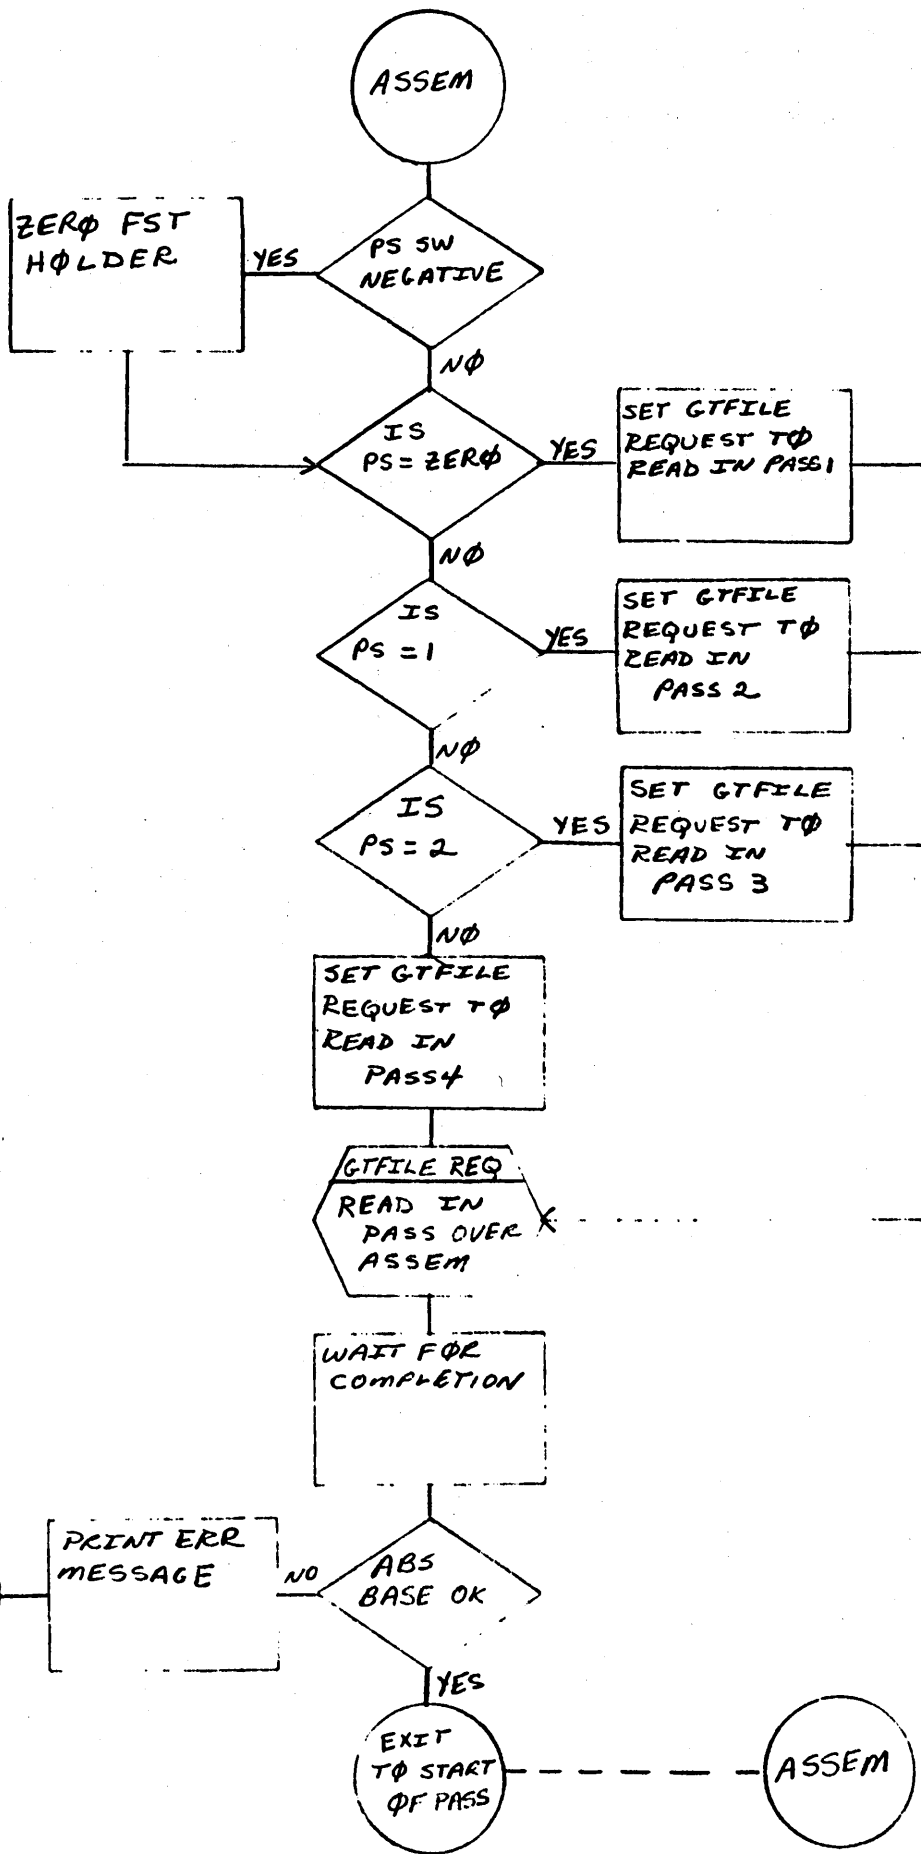 ASSEM
ZERØ FST
HØLDER
YES
PS SW
NEGATIVE
NØ
IS
PS = ZERØ
YES
SET GTFILE
REQUEST TØ
READ IN PASS 1
NØ
IS
PS = 1
YES
SET GTFILE
REQUEST TØ
READ IN
PASS 2
NØ
IS
PS = 2
YES
SET GTFILE
REQUEST TØ
READ IN
PASS 3
NØ
SET GTFILE
REQUEST TØ
READ IN
PASS4
GTFILE REQ
READ IN
PASS OVER
ASSEM
WAIT FØR
COMPLETION
PRINT ERR
MESSAGE
NO
ABS
BASE OK
YES
EXIT
TØ START
ØF PASS
ASSEM